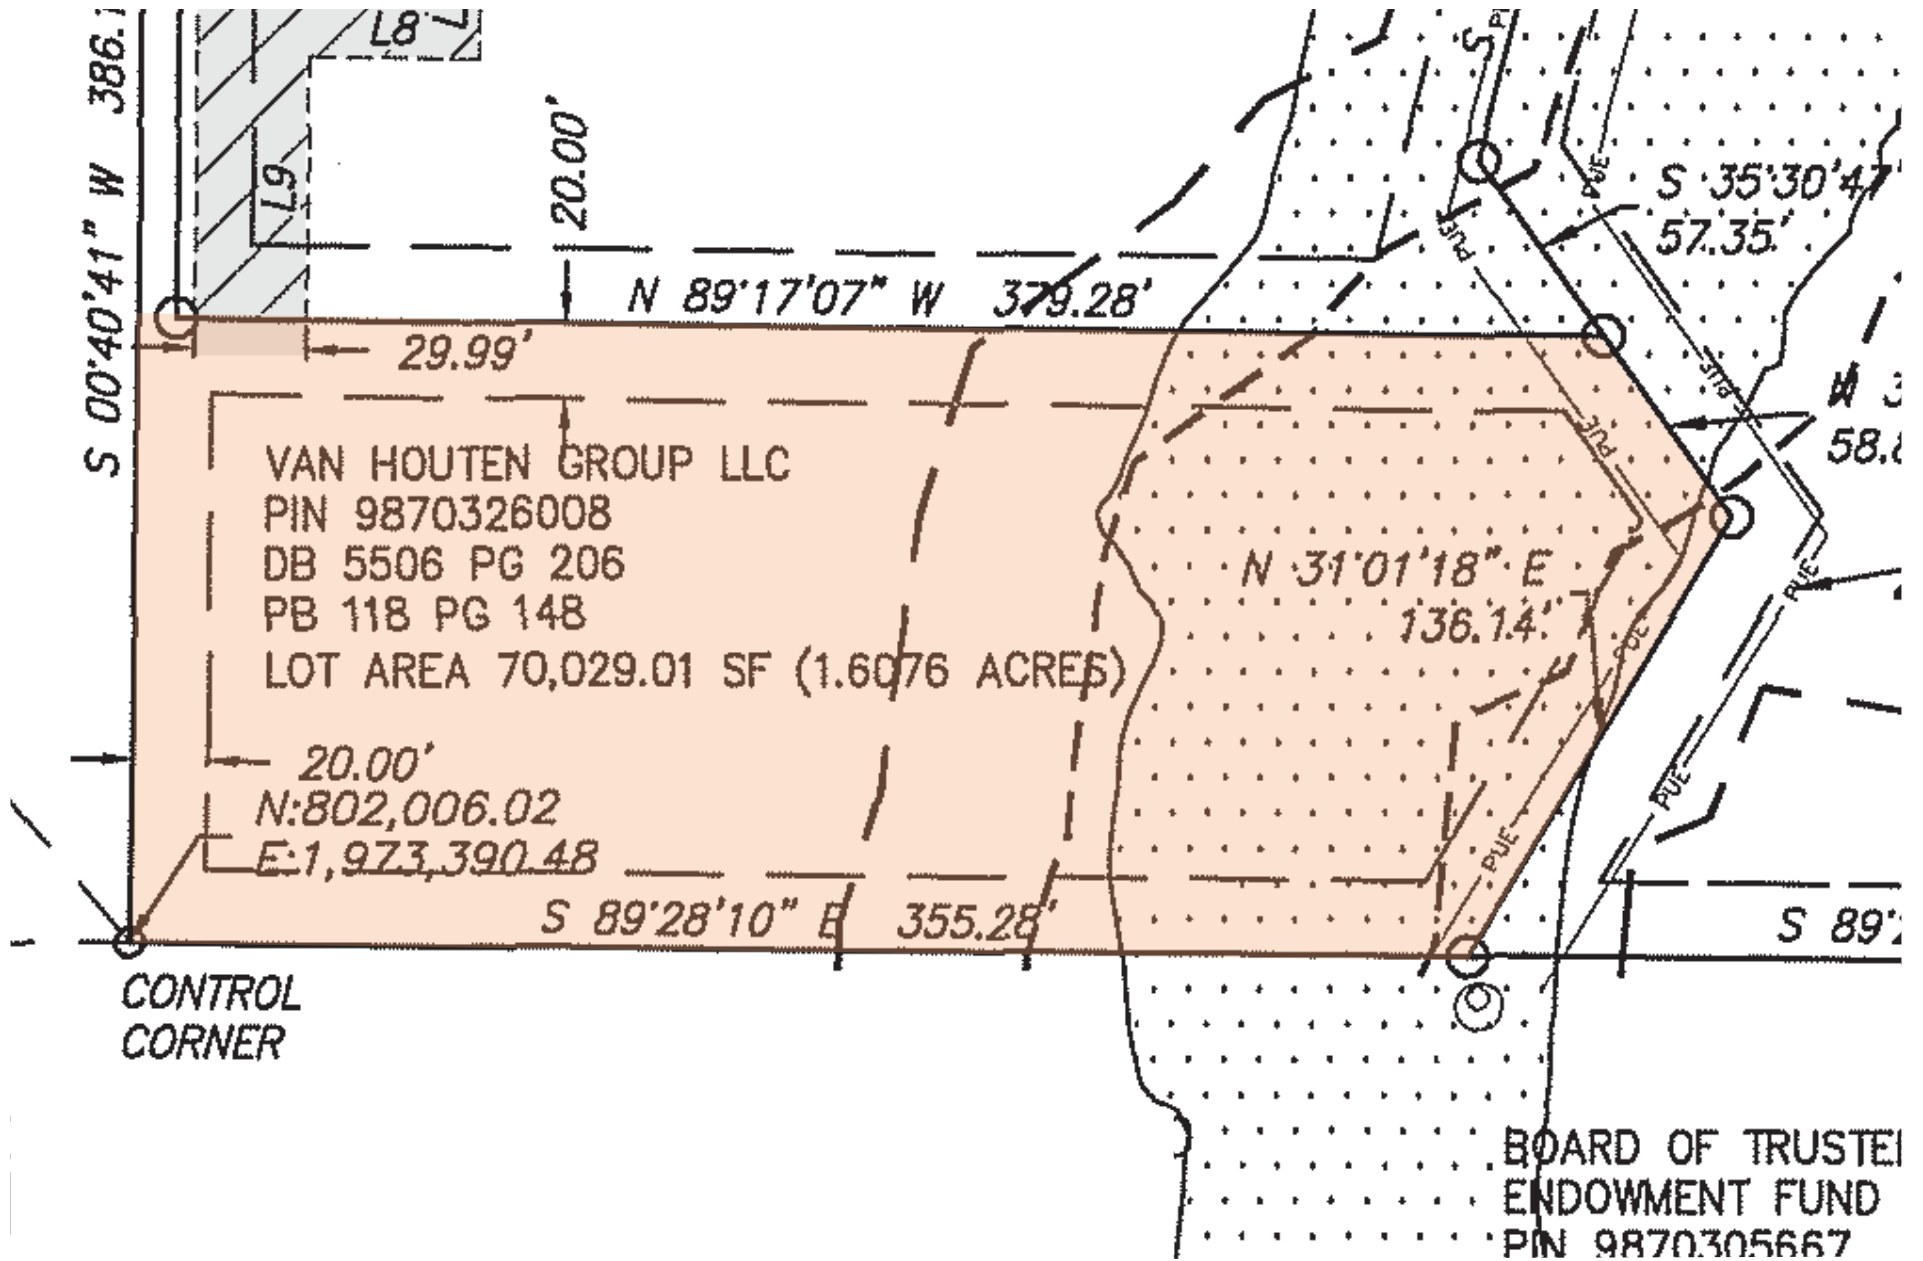 L8
S 00°40'41" W 386.1
L9
20.00'
S
PUE
S 35°30'47"
57.35'
PUE
N 89°17'07" W 379.28'
29.99'
PUE
58.8
PUE
VAN HOUTEN GROUP LLC
PIN 9870326008
DB 5506 PG 206
PB 118 PG 148
LOT AREA 70,029.01 SF (1.6076 ACRES)
N 31°01'18" E
136.14'
PUE
PUE
20.00'
N:802,006.02
E:1,973,390.48
PUE
PUE
S 89°28'10" E 355.28'
S 89°2
CONTROL
CORNER
BOARD OF TRUSTE
ENDOWMENT FUND
PIN 9870305667